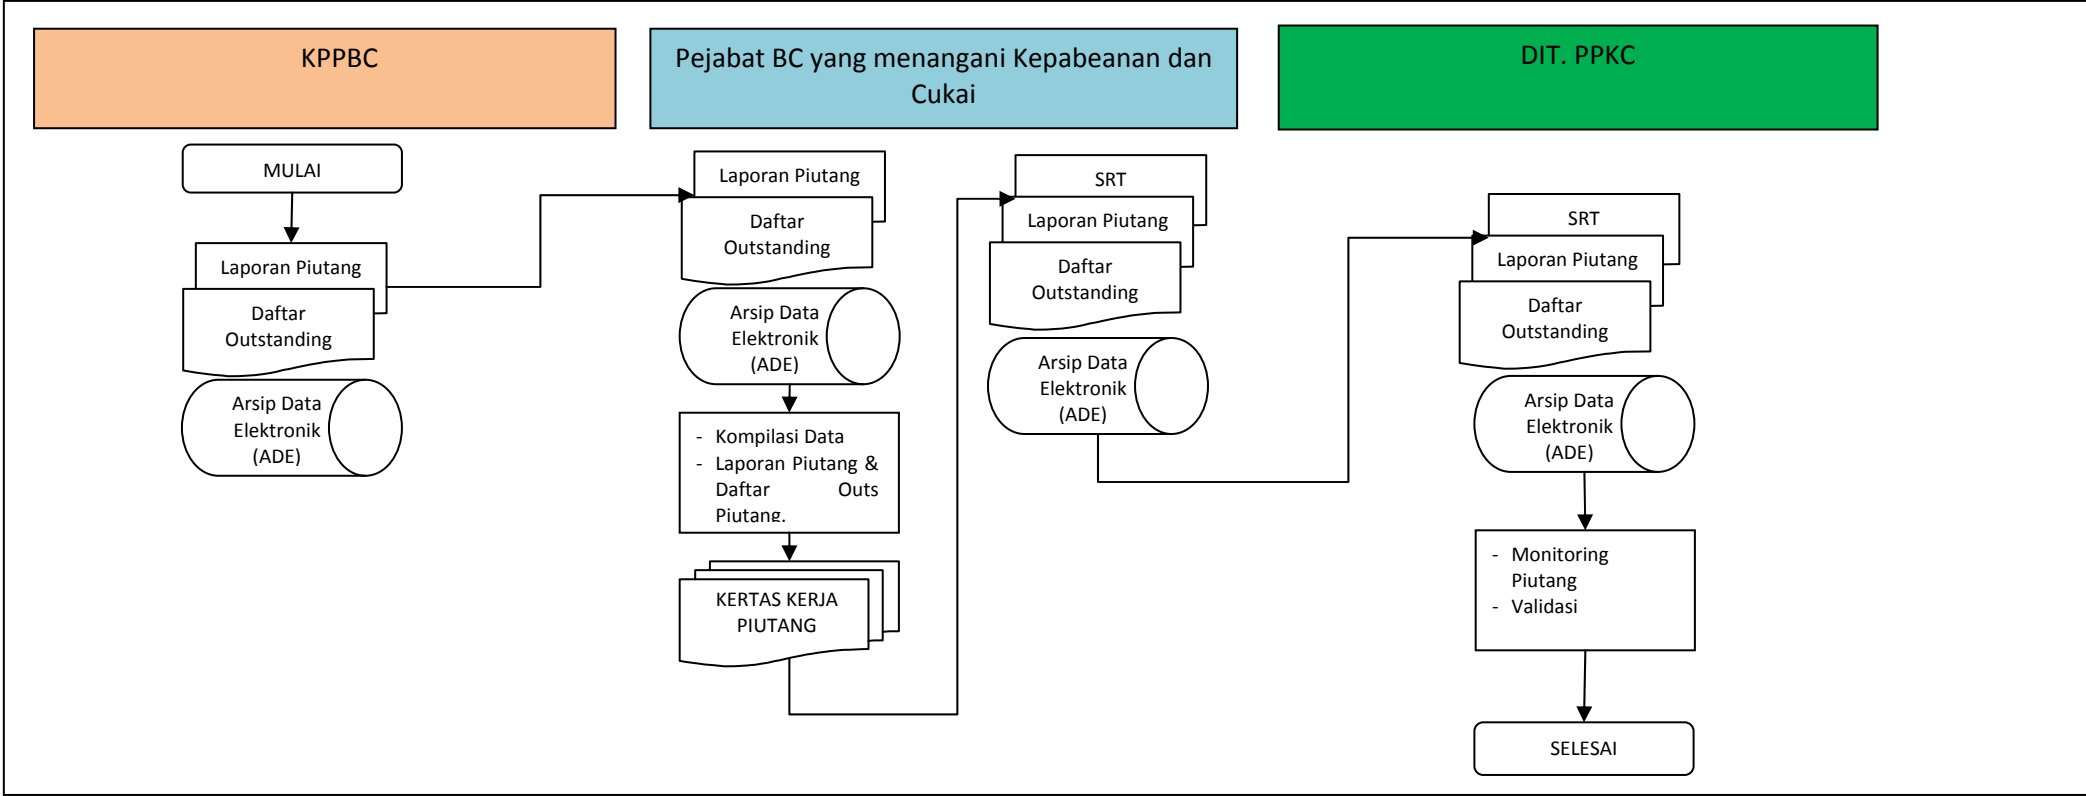 KPPBC
Pejabat BC yang menangani Kepabeanan dan
Cukai
DIT. PPKC
MULAI
Laporan Piutang
Daftar
Outstanding
Arsip Data
Elektronik
(ADE)
Laporan Piutang
Daftar
Outstanding
Arsip Data
Elektronik
(ADE)
- Kompilasi Data
- Laporan Piutang &
Daftar Outs
Piutang.
KERTAS KERJA
PIUTANG
SRT
Laporan Piutang
Daftar
Outstanding
Arsip Data
Elektronik
(ADE)
SRT
Laporan Piutang
Daftar
Outstanding
Arsip Data
Elektronik
(ADE)
- Monitoring
Piutang
- Validasi
SELESAI